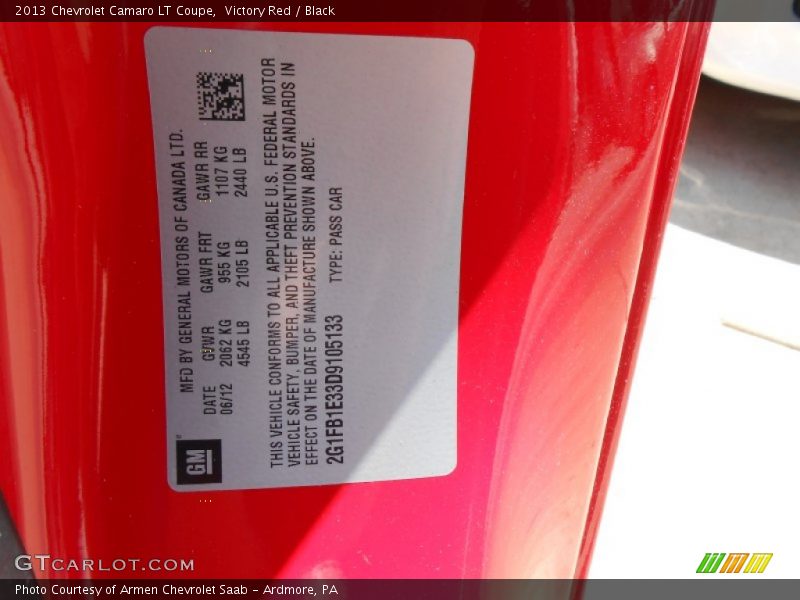 2013 Chevrolet Camaro LT Coupe,  Victory Red / Black
MFD BY GENERAL MOTORS OF CANADA LTD.
DATE GVWR GAWR FRT GAWR RR
06/12 2062 KG 955 KG 1107 KG
4545 LB 2105 LB 2440 LB
GM
THIS VEHICLE CONFORMS TO ALL APPLICABLE U.S. FEDERAL MOTOR
VEHICLE SAFETY, BUMPER, AND THEFT PREVENTION STANDARDS IN
EFFECT ON THE DATE OF MANUFACTURE SHOWN ABOVE.
2G1FB1E33D9105133 TYPE: PASS CAR
GTCARLOT.COM
Photo Courtesy of Armen Chevrolet Saab - Ardmore, PA